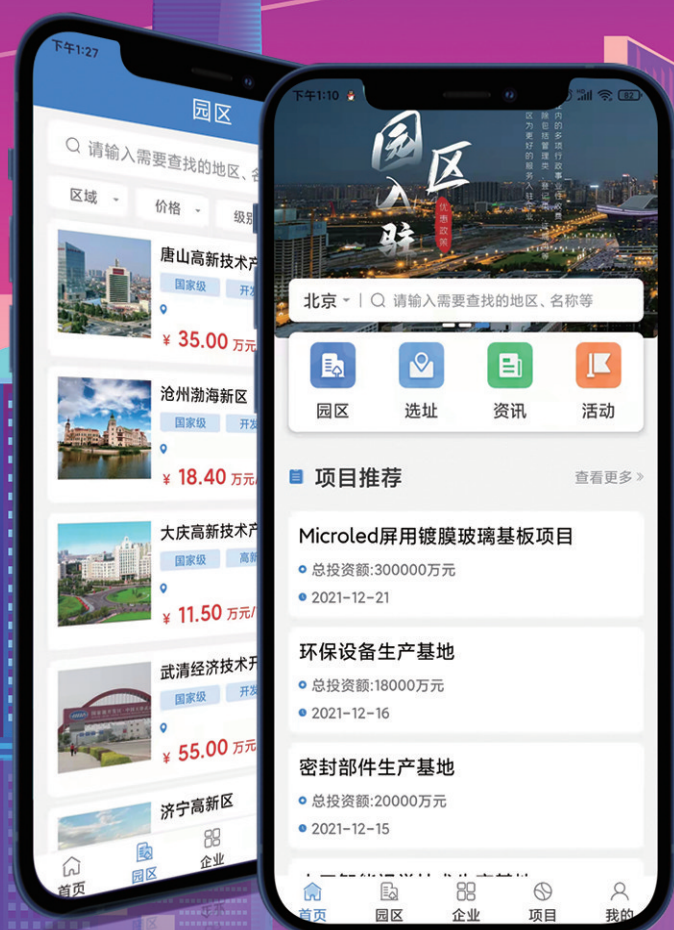 下午1:27
园区
请输入需要查找的地区、
区域
价格
级别
唐山高新技术产
国家级
开发
¥ 35.00 万元
沧州渤海新区
国家级
开发
¥ 18.40 万元/
大庆高新技术产
国家级
高新
¥ 11.50 万元/
武清经济技术开
国家级
开发
¥ 55.00 万元
济宁高新区
首页
园区
企业
下午1:10
82
园区
入驻
优惠政策
北京
请输入需要查找的地区、名称等
园区
选址
资讯
活动
项目推荐
查看更多
Microled屏用镀膜玻璃基板项目
总投资额:300000万元
2021-12-21
环保设备生产基地
总投资额:18000万元
2021-12-16
密封部件生产基地
总投资额:20000万元
2021-12-15
首页
园区
企业
项目
我的